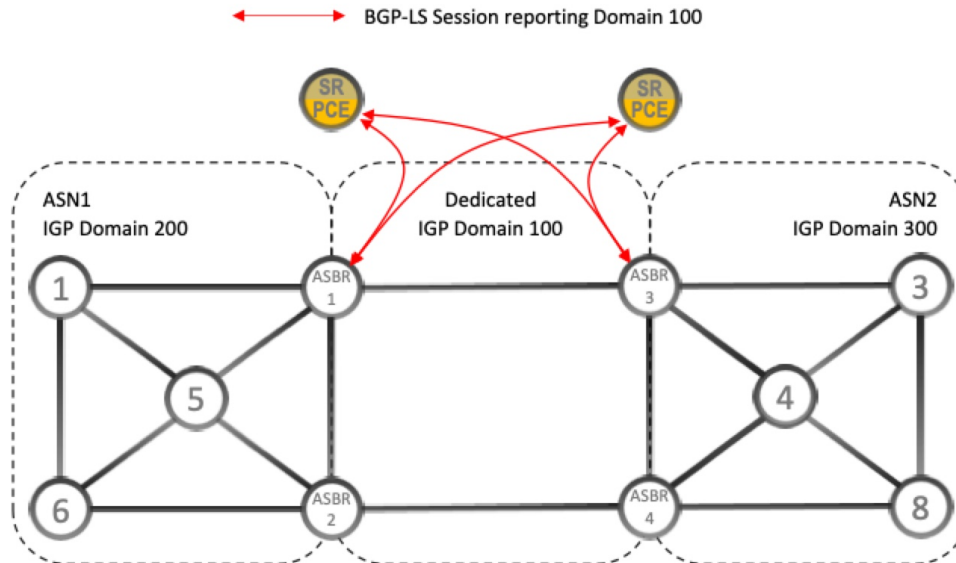 BGP-LS Session reporting Domain 100
SR
PCE
SR
PCE
ASN1
IGP Domain 200
Dedicated
IGP Domain 100
ASN2
IGP Domain 300
1
ASBR
1
ASBR
3
3
5
4
6
ASBR
2
ASBR
4
8